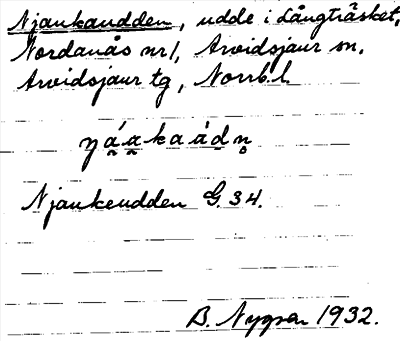 Njaukaudden, udde i Långträsket,
Nordanås nr 1, Arvidsjaur sn,
Arvidsjaur tg, Norrb. l.
Njaukeudden G. 34.
B. Nygren 1932.